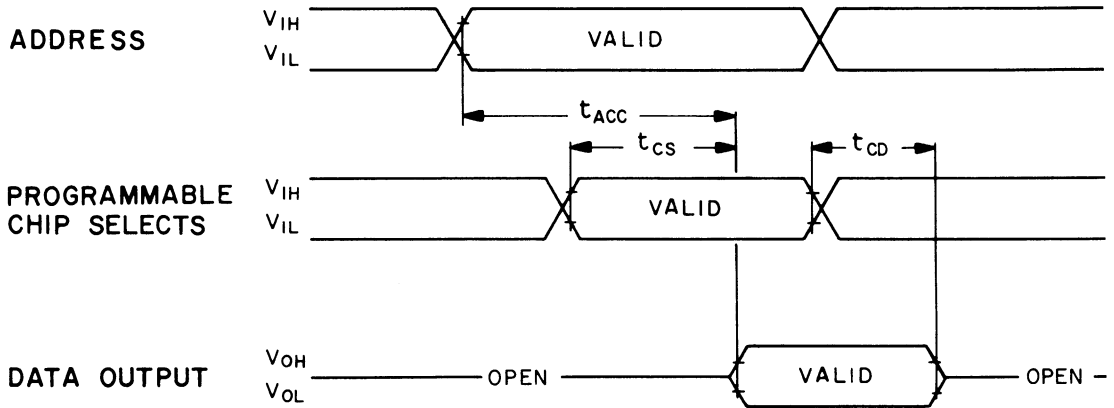 ADDRESS
VIH
VIL
VALID
tACC
tCS
tCD
PROGRAMMABLE
CHIP SELECTS
VIH
VIL
VALID
DATA OUTPUT
VOH
VOL
OPEN
VALID
OPEN